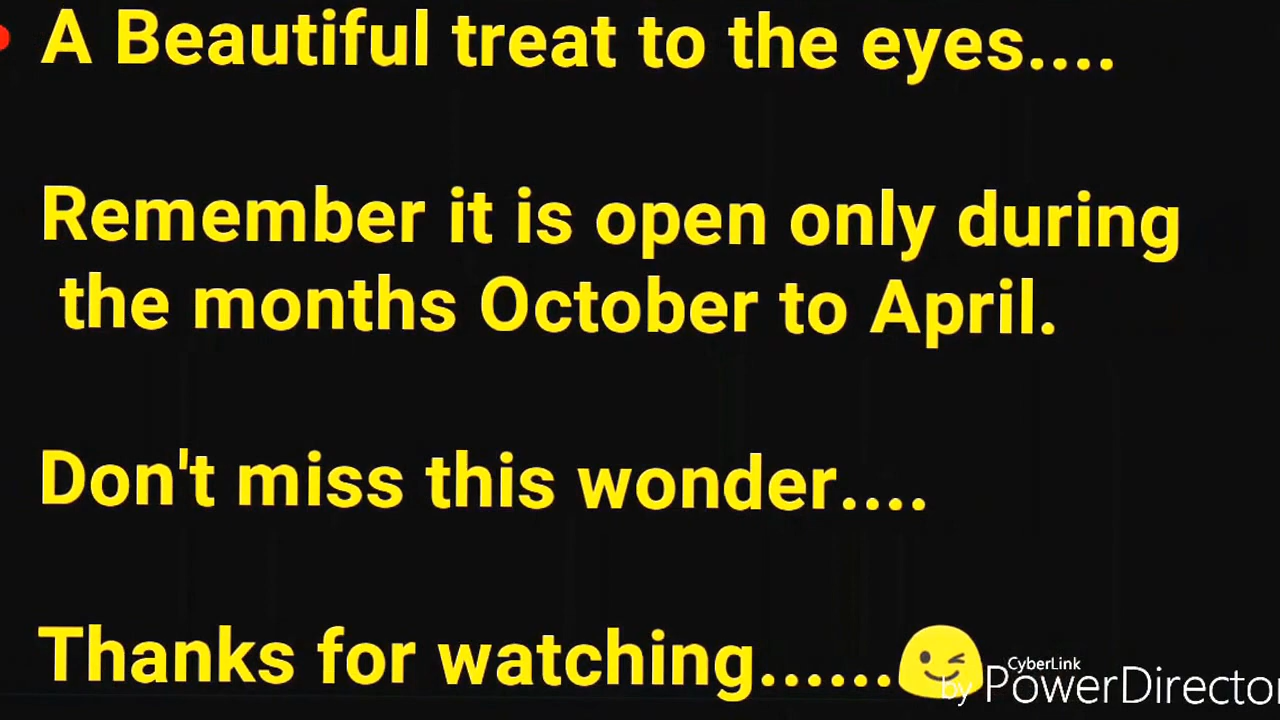 A Beautiful treat to the eyes....
Remember it is open only during
the months October to April.
Don't miss this wonder....
Thanks for watching......😉
CyberLink
by PowerDirecto